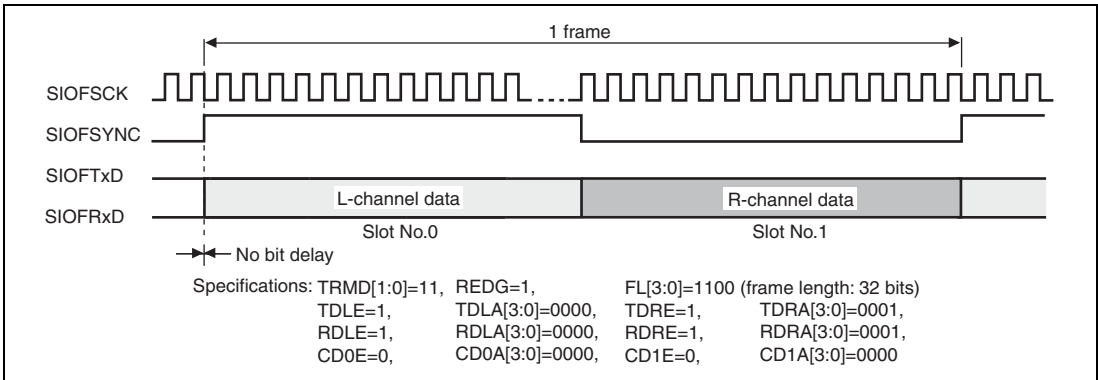 1 frame
SIOFSCK
SIOFSYNC
SIOFTxD
SIOFRxD
L-channel data
R-channel data
Slot No.0
Slot No.1
No bit delay
Specifications: TRMD[1:0]=11, REDG=1, FL[3:0]=1100 (frame length: 32 bits)
TDLE=1, TDLA[3:0]=0000, TDRE=1, TDRA[3:0]=0001,
RDLE=1, RDLA[3:0]=0000, RDRE=1, RDRA[3:0]=0001,
CD0E=0, CD0A[3:0]=0000, CD1E=0, CD1A[3:0]=0000